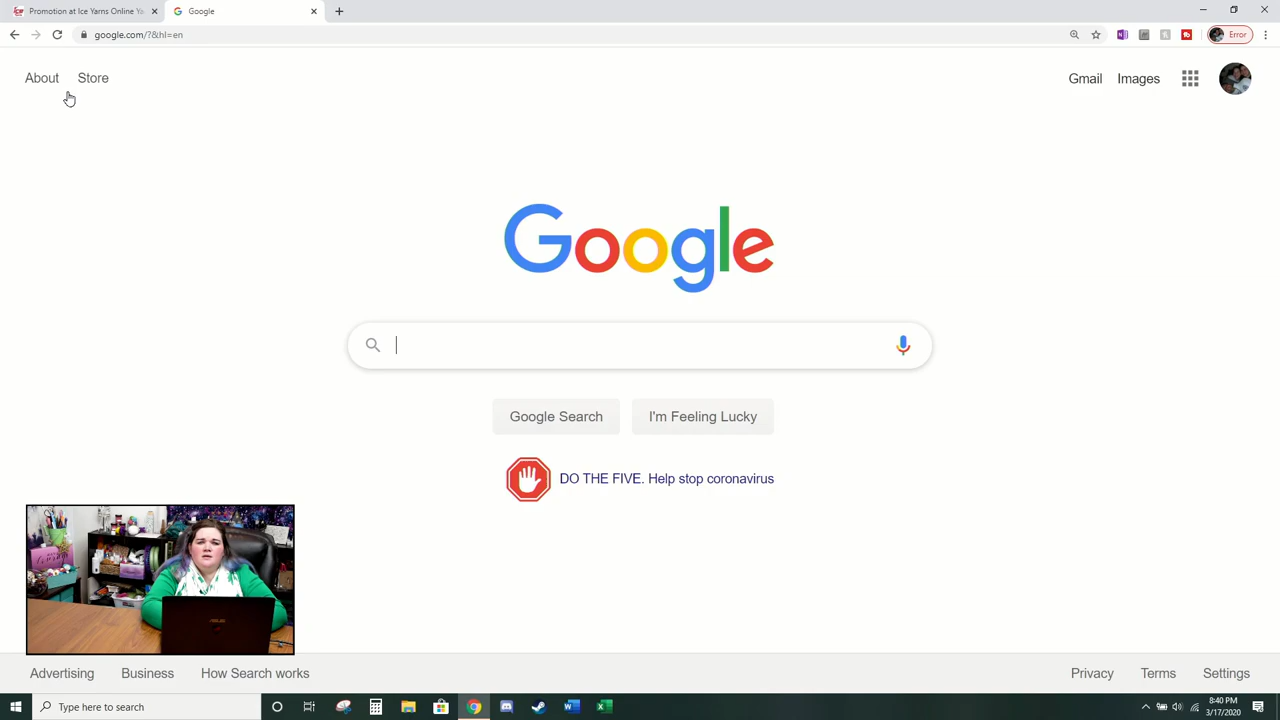 Promotion at Ice Yarns Online Ya
Google
google.com/?&hl=en
Error
About Store
Gmail Images
Google
Google Search I'm Feeling Lucky
DO THE FIVE. Help stop coronavirus
ASUS
Advertising Business How Search works
Privacy Terms Settings
Type here to search
8:40 PM
3/17/2020